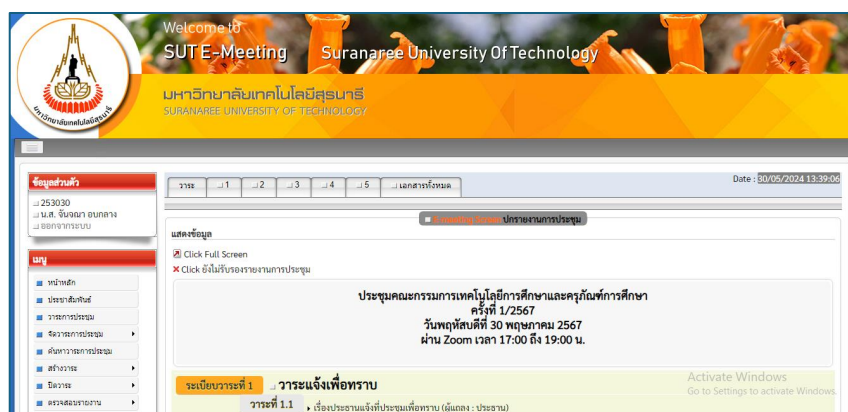 Welcome to
SUT E-Meeting Suranaree University Of Technology
มหาวิทยาลัยเทคโนโลยีสุรนารี
SURANAREE UNIVERSITY OF TECHNOLOGY
มหาวิทยาลัยเทคโนโลยีสุรนารี
ข้อมูลส่วนตัว
253030
น.ส. จันจณา อบกลาง
ออกจากระบบ
เมนู
หน้าหลัก
ประชาสัมพันธ์
วาระการประชุม
จัดวาระการประชุม
ค้นหาวาระการประชุม
สร้างวาระ
ปิดวาระ
ตรวจสอบรายงาน
วาระ 1 2 3 4 5 เอกสารทั้งหมด
Date : 30/05/2024 13:39:06
ปกรายงานการประชุม
แสดงข้อมูล
Click Full Screen
Click ยังไม่รับรองรายงานการประชุม
ประชุมคณะกรรมการเทคโนโลยีการศึกษาและครุภัณฑ์การศึกษา
ครั้งที่ 1/2567
วันพฤหัสบดีที่ 30 พฤษภาคม 2567
ผ่าน Zoom เวลา 17:00 ถึง 19:00 น.
ระเบียบวาระที่ 1 วาระแจ้งเพื่อทราบ
วาระที่ 1.1 เรื่องประธานแจ้งที่ประชุมเพื่อทราบ (ผู้แถลง : ประธาน)
Activate Windows
Go to Settings to activate Windows.